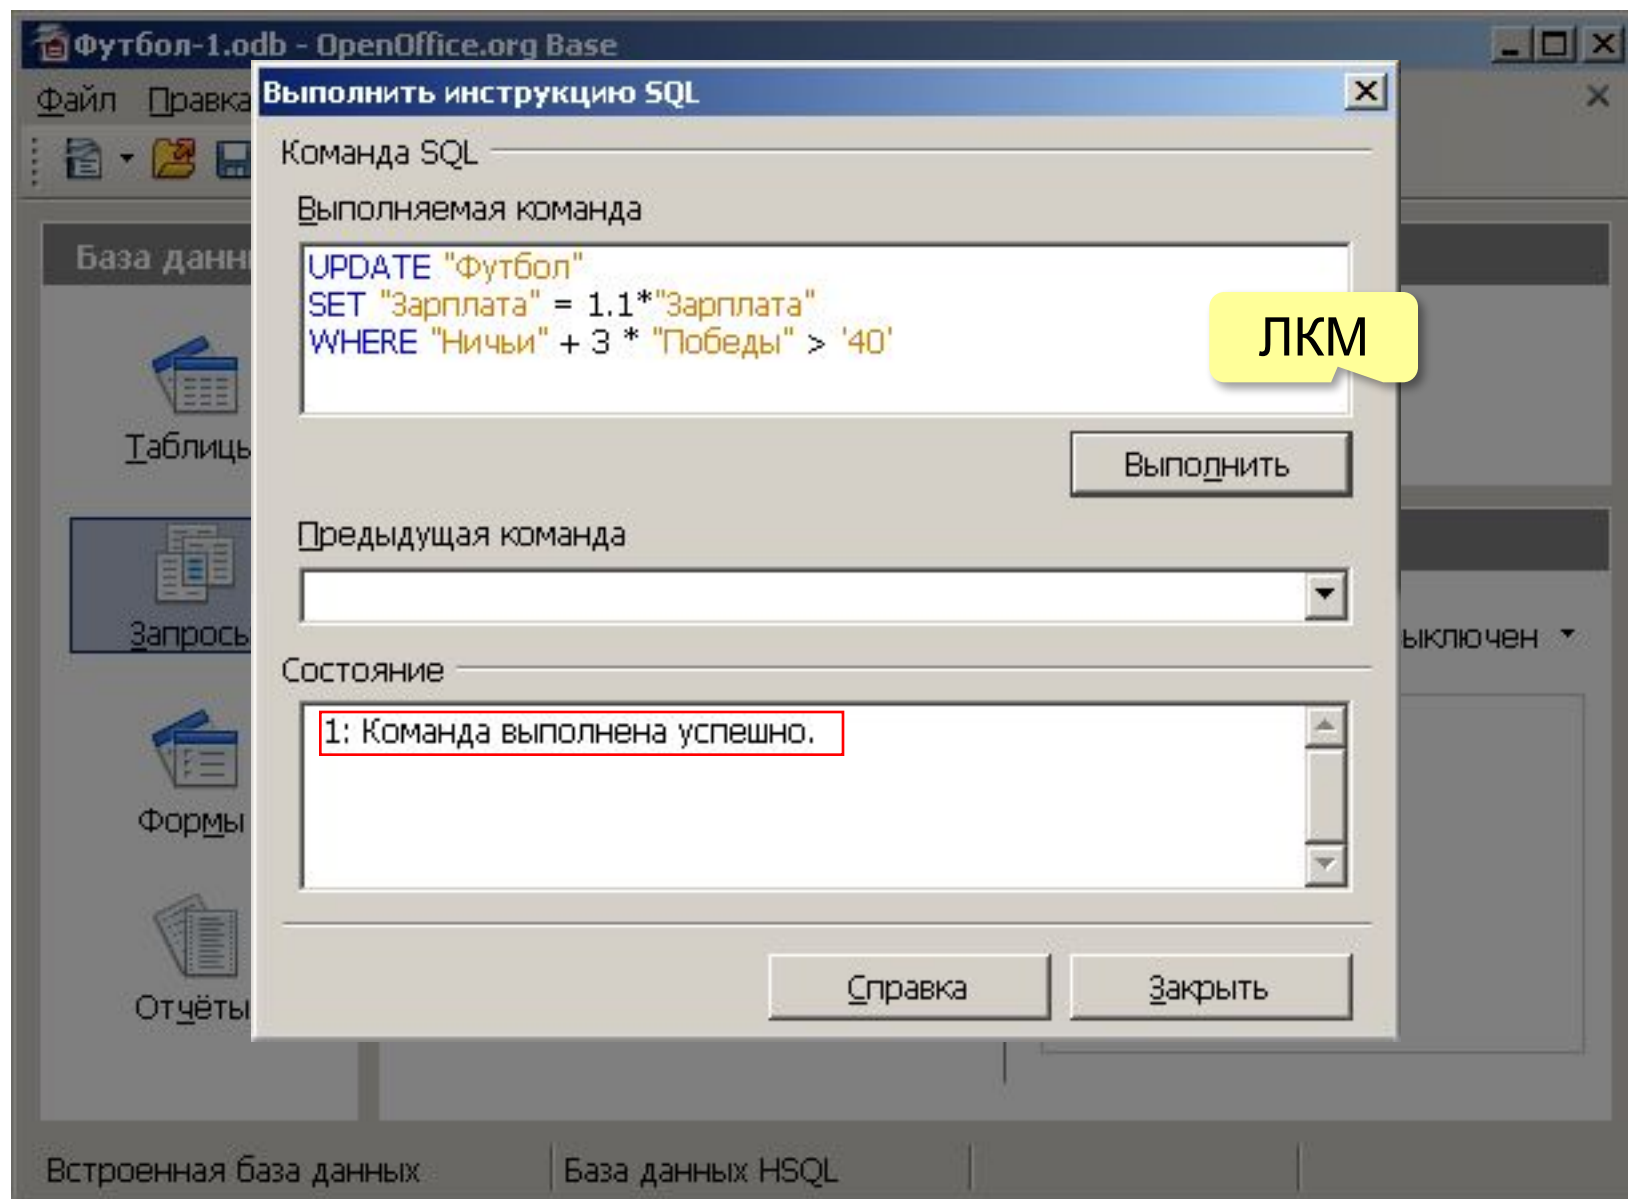 Футбол-1.odb - OpenOffice.org Base
Файл Правка
Выполнить инструкцию SQL
Команда SQL
Выполняемая команда
База данн
UPDATE "Футбол"
SET "Зарплата" = 1.1*"Зарплата"
WHERE "Ничьи" + 3 * "Победы" > '40'
ЛКМ
Таблицы
Выполнить
Предыдущая команда
Запросы
ыключен
Состояние
1: Команда выполнена успешно.
Формы
Справка
Закрыть
Отчёты
Встроенная база данных
База данных HSQL